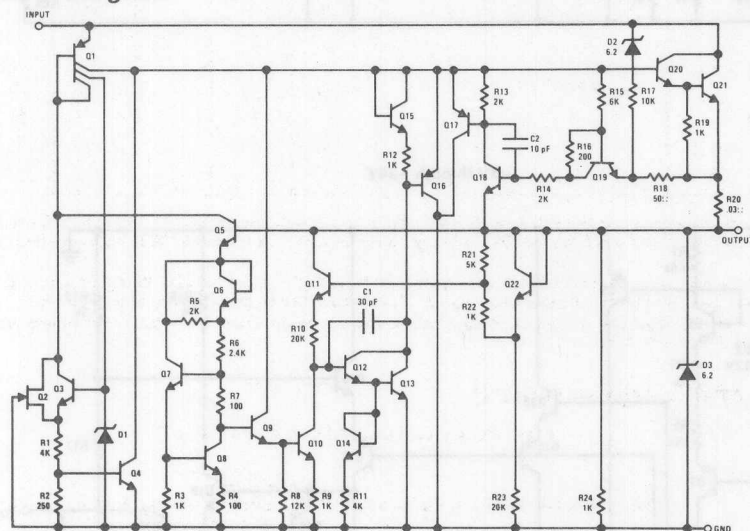 INPUT
Q1
D2
6.2
Q20
Q21
R13
2K
R15
6K
R17
10K
Q15
Q17
R12
1K
C2
10 pF
R19
1K
R16
200
Q16
Q18
R14
2K
Q19
R18
50::
R20
.03::
OUTPUT
Q5
Q6
R5
2K
R6
2.4K
Q11
C1
30 pF
R21
5K
Q22
R22
1K
R10
20K
D3
6.2
Q2
Q3
Q7
Q12
Q13
R7
100
Q9
Q10
Q14
D1
R1
4K
Q4
Q8
R2
250
R3
1K
R4
100
R8
12K
R9
1K
R11
4K
R23
20K
R24
1K
GND